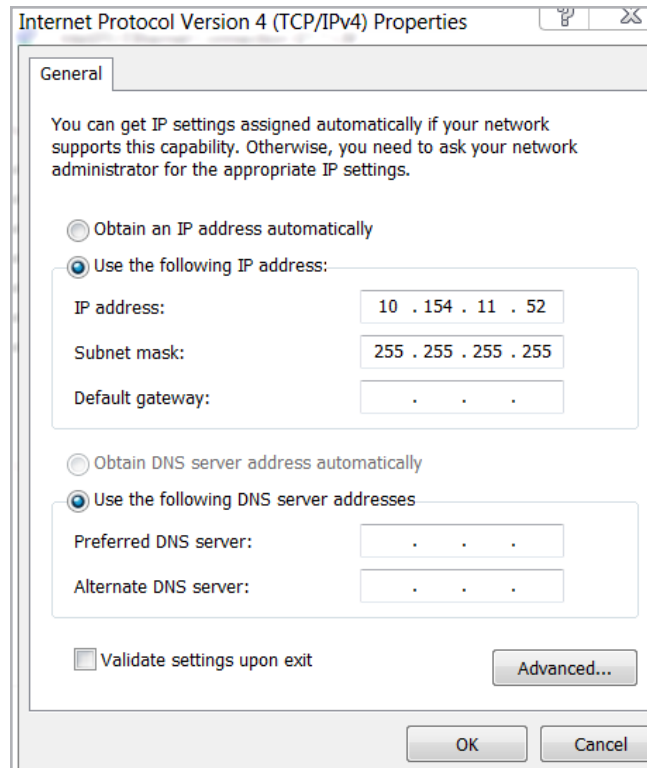 Internet Protocol Version 4 (TCP/IPv4) Properties
General
You can get IP settings assigned automatically if your network
supports this capability. Otherwise, you need to ask your network
administrator for the appropriate IP settings.
Obtain an IP address automatically
Use the following IP address:
IP address: 10 . 154 . 11 . 52
Subnet mask: 255 . 255 . 255 . 255
Default gateway: . . .
Obtain DNS server address automatically
Use the following DNS server addresses
Preferred DNS server: . . .
Alternate DNS server: . . .
Validate settings upon exit
Advanced...
OK Cancel